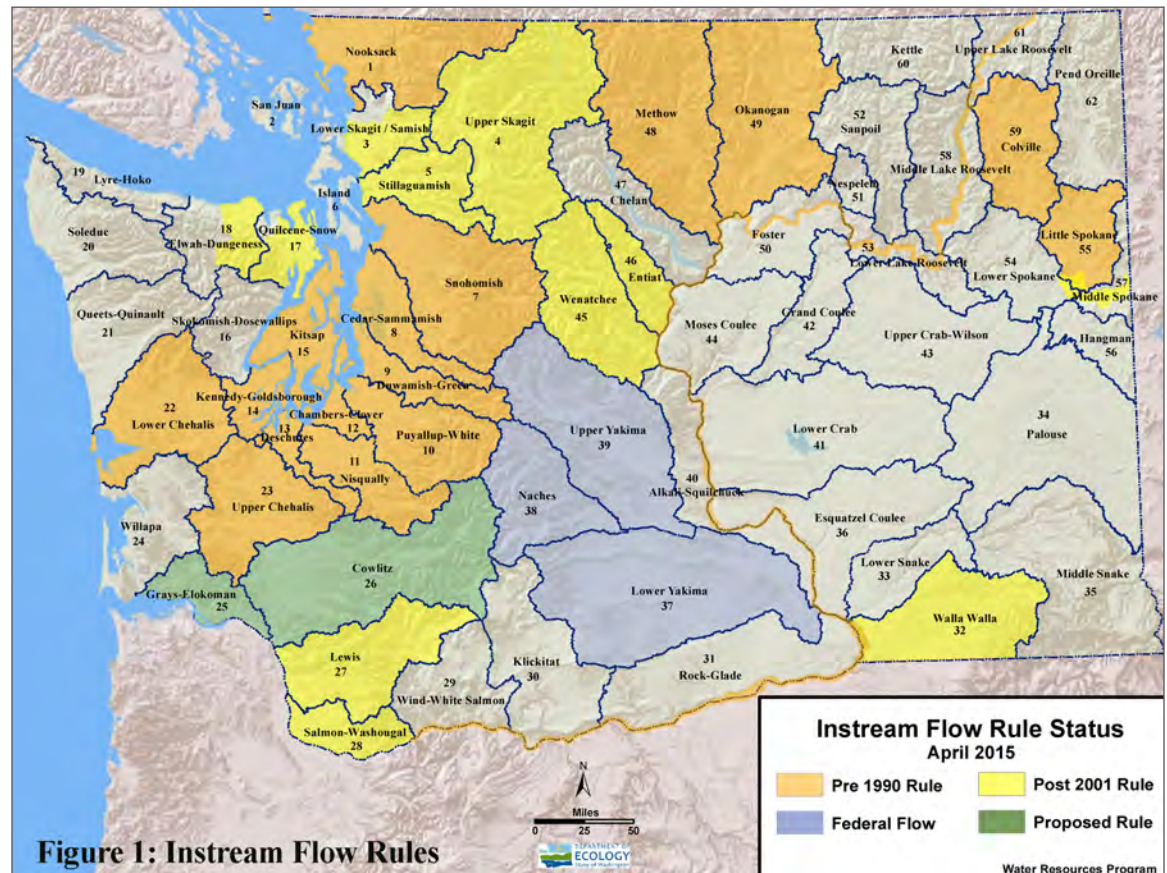 Nooksack
1
San Juan
2
Lower Skagit / Samish
3
Upper Skagit
4
5
Stillaguamish
Island
6
Snohomish
7
Cedar-Sammamish
8
9
Duwamish-Green
Puyallup-White
10
11
Nisqually
Chambers-Clover
12
13
Deschutes
Kennedy-Goldsborough
14
Kitsap
15
Skokomish-Dosewallips
16
Quilcene-Snow
17
18
Elwah-Dungeness
19
Lyre-Hoko
Soleduc
20
Queets-Quinault
21
22
Lower Chehalis
23
Upper Chehalis
Willapa
24
Grays-Elokoman
25
Cowlitz
26
Lewis
27
Salmon-Washougal
28
29
Wind-White Salmon
Klickitat
30
31
Rock-Glade
Walla Walla
32
Lower Snake
33
34
Palouse
Middle Snake
35
Esquatzel Coulee
36
Lower Yakima
37
Naches
38
Upper Yakima
39
40
Alkali-Squilchuck
Lower Crab
41
Grand Coulee
42
Upper Crab-Wilson
43
Moses Coulee
44
Wenatchee
45
46
Entiat
47
Chelan
Methow
48
Okanogan
49
Foster
50
Nespelem
51
52
Sanpoil
53
Lower Lake Roosevelt
54
Lower Spokane
Little Spokane
55
Hangman
56
57
Middle Spokane
58
Middle Lake Roosevelt
59
Colville
Kettle
60
61
Upper Lake Roosevelt
Pend Oreille
62
N
Miles
0 25 50
DEPARTMENT OF
ECOLOGY
State of Washington
Figure 1: Instream Flow Rules
Instream Flow Rule Status
April 2015
Pre 1990 Rule
Post 2001 Rule
Federal Flow
Proposed Rule
Water Resources Program